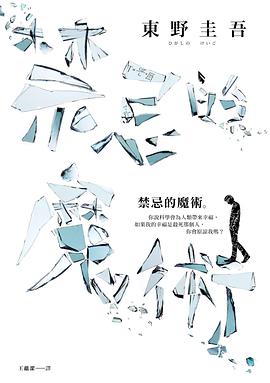 東野圭吾
ひがしの けいご
禁忌的
魔術
禁忌的魔術。
你說科學會為人類帶來幸福，
如果我的幸福是殺死那個人，
你會原諒我嗎？
王蘊潔──譯